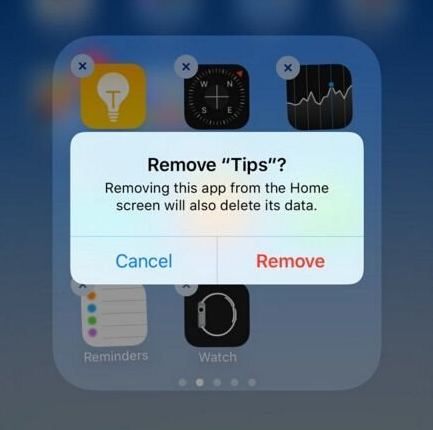 W N
S E
Remove “Tips”?
Removing this app from the Home
screen will also delete its data.
Cancel Remove
Reminders Watch